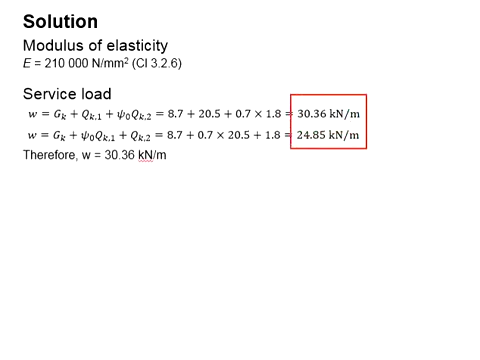 Solution
Modulus of elasticity
E = 210 000 N/mm² (Cl 3.2.6)
Service load
w = Gₖ + Qₖ,₁ + ψ₀Qₖ,₂ = 8.7 + 20.5 + 0.7 × 1.8 = 30.36 kN/m
w = Gₖ + ψ₀Qₖ,₁ + Qₖ,₂ = 8.7 + 0.7 × 20.5 + 1.8 = 24.85 kN/m
Therefore, w = 30.36 kN/m